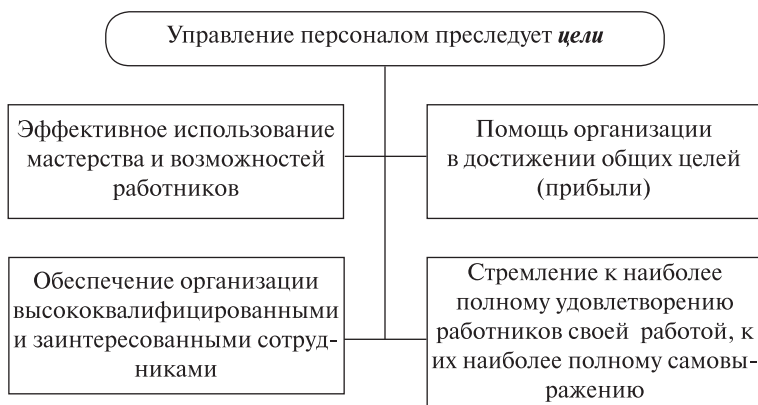 Управление персоналом преследует цели
Эффективное использование
мастерства и возможностей
работников
Помощь организации
в достижении общих целей
(прибыли)
Обеспечение организации
высококвалифицированными
и заинтересованными сотруд-
никами
Стремление к наиболее
полному удовлетворению
работников своей работой, к
их наиболее полному самовы-
ражению